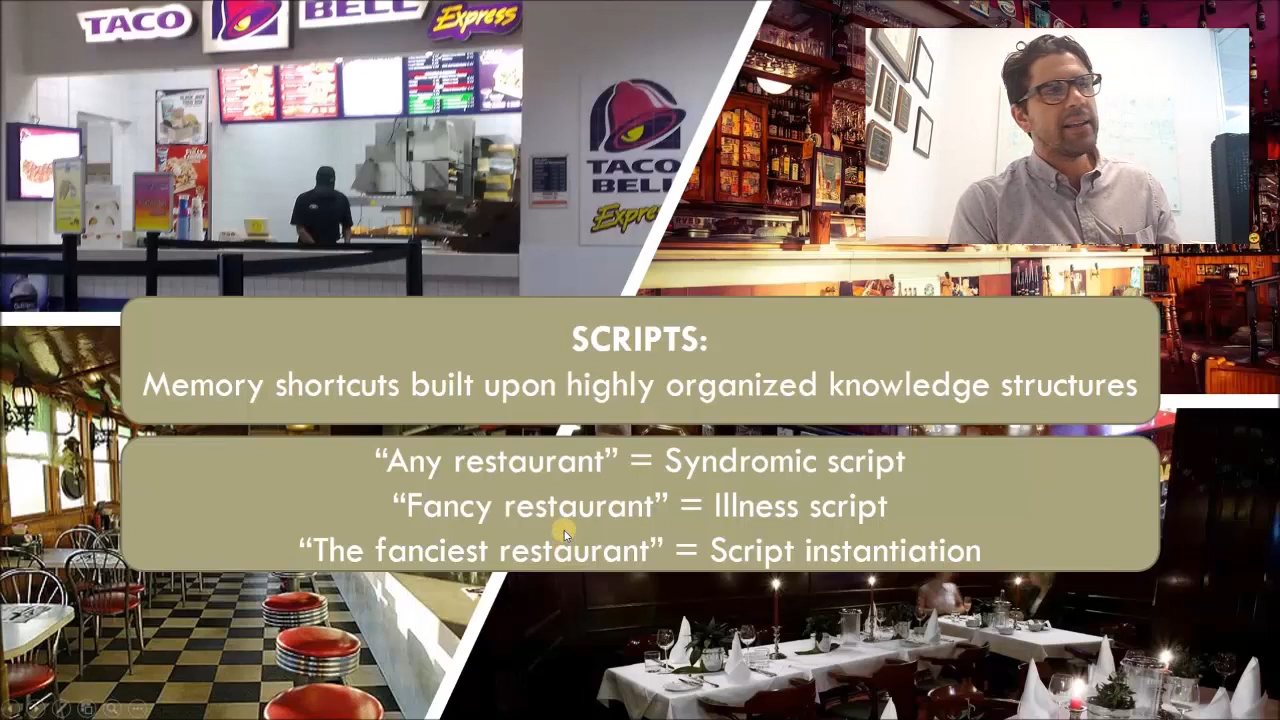 TACO BELL Express
TACO
BELL
Expre
SCRIPTS:
Memory shortcuts built upon highly organized knowledge structures
“Any restaurant” = Syndromic script
“Fancy restaurant” = Illness script
“The fanciest restaurant” = Script instantiation